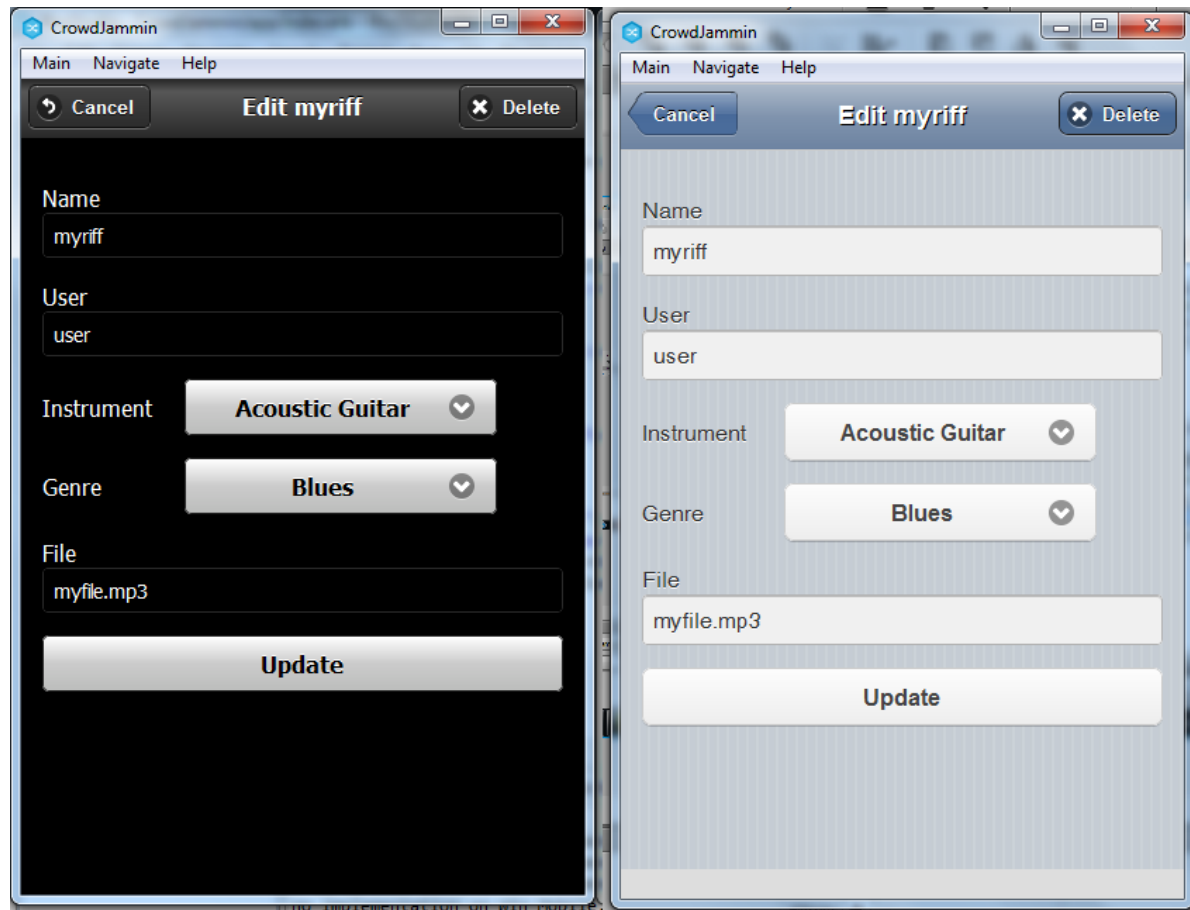 CrowdJammin
Main Navigate Help
Cancel Edit myriff Delete
Name
myriff
User
user
Instrument Acoustic Guitar
Genre Blues
File
myfile.mp3
Update
CrowdJammin
Main Navigate Help
Cancel Edit myriff Delete
Name
myriff
User
user
Instrument Acoustic Guitar
Genre Blues
File
myfile.mp3
Update